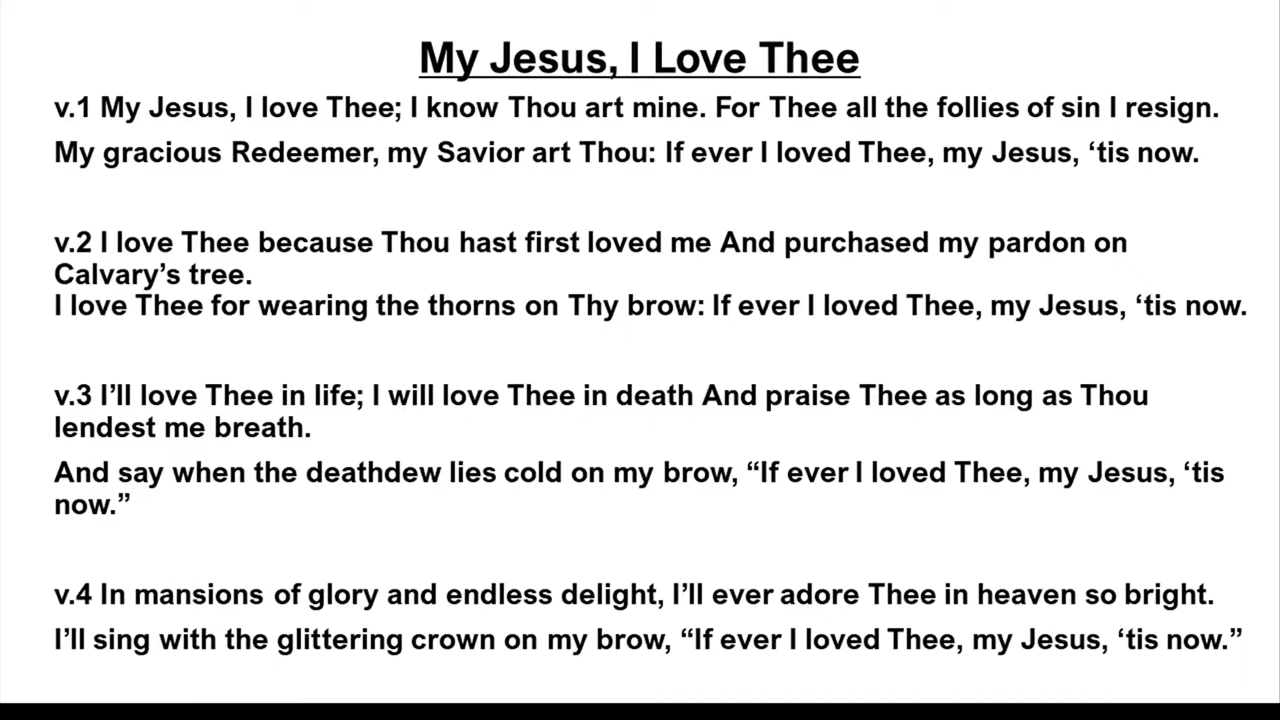 My Jesus, I Love Thee
v.1 My Jesus, I love Thee; I know Thou art mine. For Thee all the follies of sin I resign.
My gracious Redeemer, my Savior art Thou: If ever I loved Thee, my Jesus, ‘tis now.
v.2 I love Thee because Thou hast first loved me And purchased my pardon on
Calvary’s tree.
I love Thee for wearing the thorns on Thy brow: If ever I loved Thee, my Jesus, ‘tis now.
v.3 I’ll love Thee in life; I will love Thee in death And praise Thee as long as Thou
lendest me breath.
And say when the deathdew lies cold on my brow, “If ever I loved Thee, my Jesus, ‘tis
now.”
v.4 In mansions of glory and endless delight, I’ll ever adore Thee in heaven so bright.
I’ll sing with the glittering crown on my brow, “If ever I loved Thee, my Jesus, ‘tis now.”